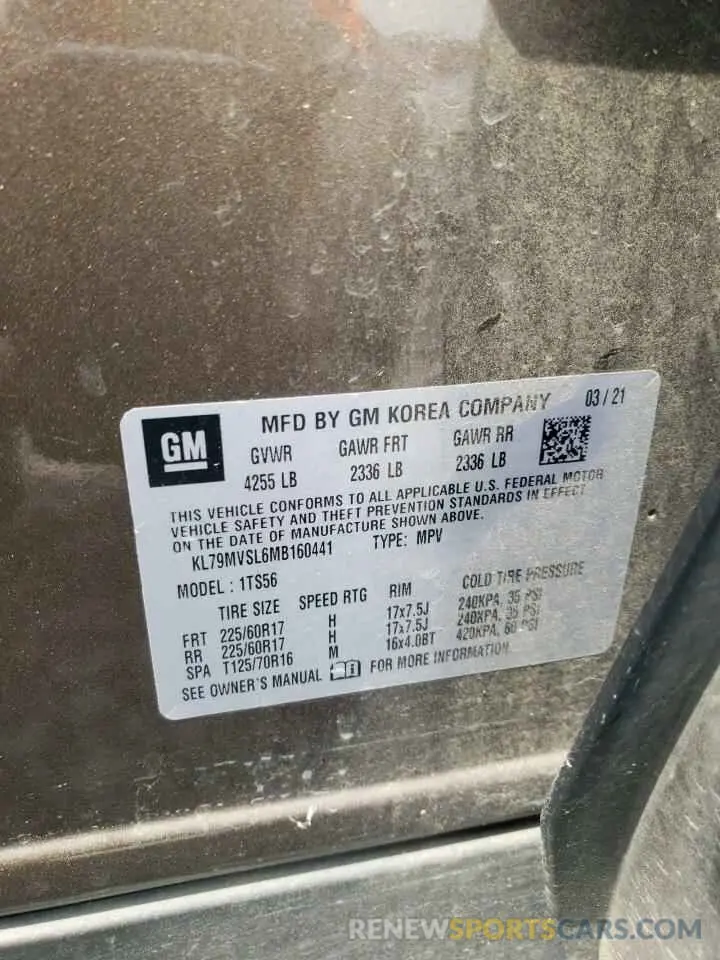 GM
MFD BY GM KOREA COMPANY 03/21
GVWR GAWR FRT GAWR RR
4255 LB 2336 LB 2336 LB
THIS VEHICLE CONFORMS TO ALL APPLICABLE U.S. FEDERAL MOTOR
VEHICLE SAFETY AND THEFT PREVENTION STANDARDS IN EFFECT
ON THE DATE OF MANUFACTURE SHOWN ABOVE.
KL79MVSL6MB160441 TYPE: MPV
MODEL: 1TS56
TIRE SIZE SPEED RTG RIM COLD TIRE PRESSURE
FRT 225/60R17 H 17x7.5J 240KPA, 35 PSI
RR 225/60R17 H 17x7.5J 240KPA, 35 PSI
SPA T125/70R16 M 16x4.0BT 420KPA, 60 PSI
SEE OWNER'S MANUAL FOR MORE INFORMATION
RENEWSPORTSCARS.COM